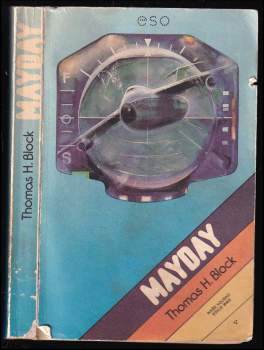 MAYDAY
Thomas H. Block
eso
F
O
S
MAYDAY
Thomas H. Block